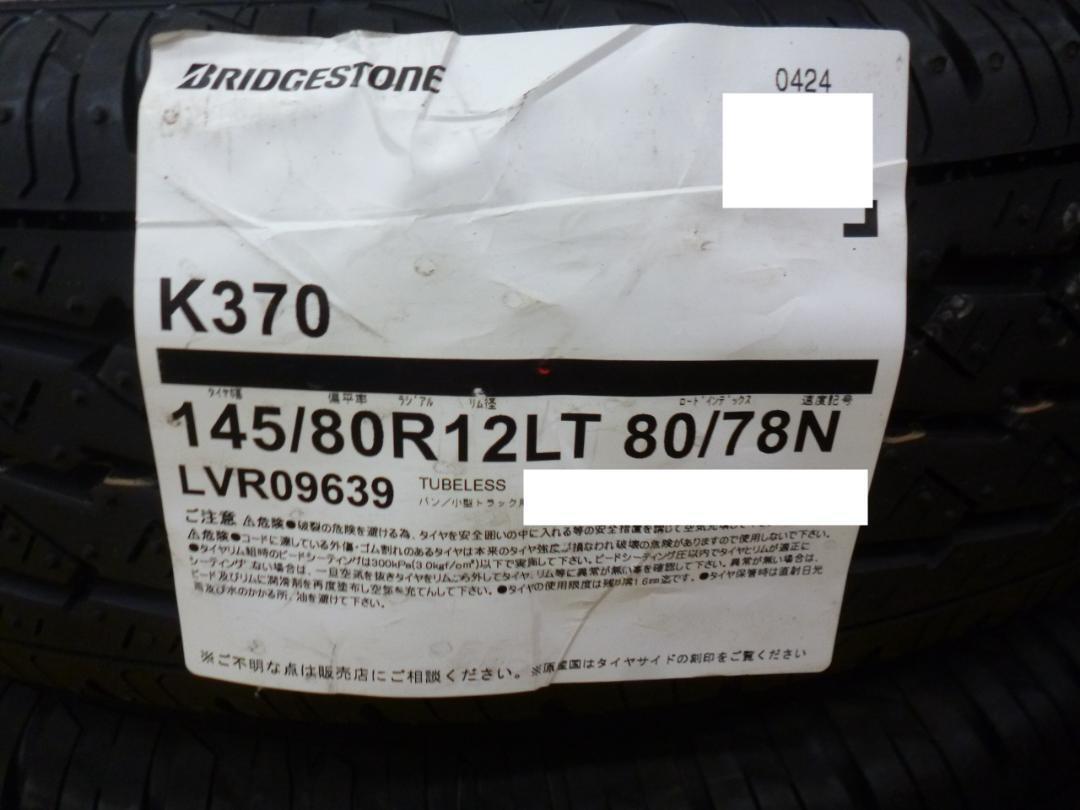 BRIDGESTONE
0424
K370
偏平率 ラジアル リム径 ロードインデックス 速度記号
145/80R12LT 80/78N
LVR09639 TUBELESS
バン/小型トラック用
ご注意 ⚠危険●破裂の危険を避ける為、タイヤを安全囲いの中に入れる等の安全措置を講じて空気充填して下さい。
⚠危険●コードに達している外傷・ゴム割れのあるタイヤは本来のタイヤ強度が損なわれ破壊の危険がありますので使用しないで下さい。
●タイヤリム組時のビードシーティングは300kPa(3.0kgf/cm²)以下で実施して下さい。ビードシーティング圧以内でタイヤとリムが適正に
シーティング ない場合は、一旦空気を抜きタイヤをリムから外してタイヤ、リム等に異常が無い事を確認して下さい。異常が無い場合は、
ビード及びリムに潤滑剤を再度塗布し空気を充てんして下さい。●タイヤの使用限度は残り溝1.6mm迄です。●タイヤ保管時は直射日光
雨及び水のかかる所、油を避けて下さい。
※ご不明な点は販売店にご相談ください。※原産国はタイヤサイドの刻印をご覧ください